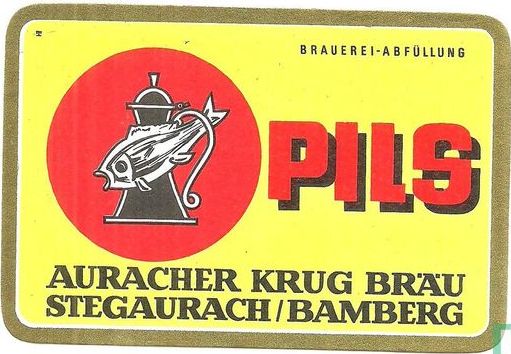 BRAUEREI-ABFÜLLUNG
PILS
AURACHER KRUG BRÄU
STEGAURACH/BAMBERG